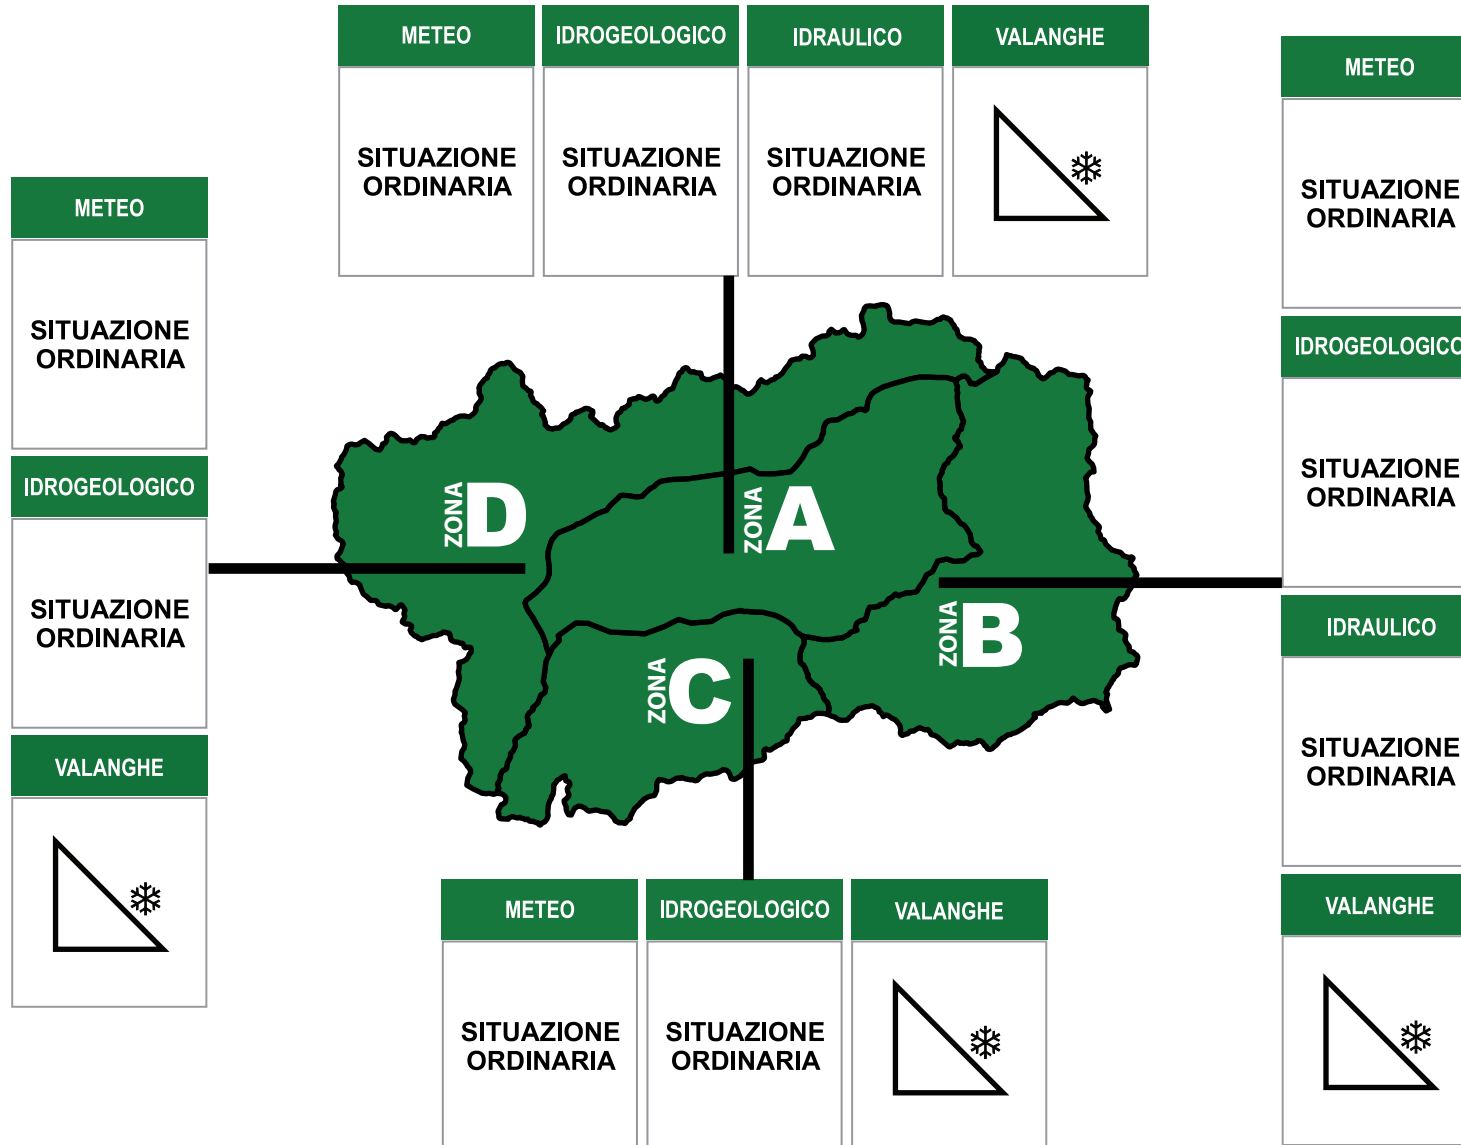 METEO
IDROGEOLOGICO
IDRAULICO
VALANGHE
SITUAZIONE
ORDINARIA
SITUAZIONE
ORDINARIA
SITUAZIONE
ORDINARIA
METEO
SITUAZIONE
ORDINARIA
IDROGEOLOGICO
SITUAZIONE
ORDINARIA
VALANGHE
ZONA D
ZONA A
ZONA B
ZONA C
METEO
SITUAZIONE
ORDINARIA
IDROGEOLOGICO
SITUAZIONE
ORDINARIA
IDRAULICO
SITUAZIONE
ORDINARIA
VALANGHE
METEO
IDROGEOLOGICO
VALANGHE
SITUAZIONE
ORDINARIA
SITUAZIONE
ORDINARIA